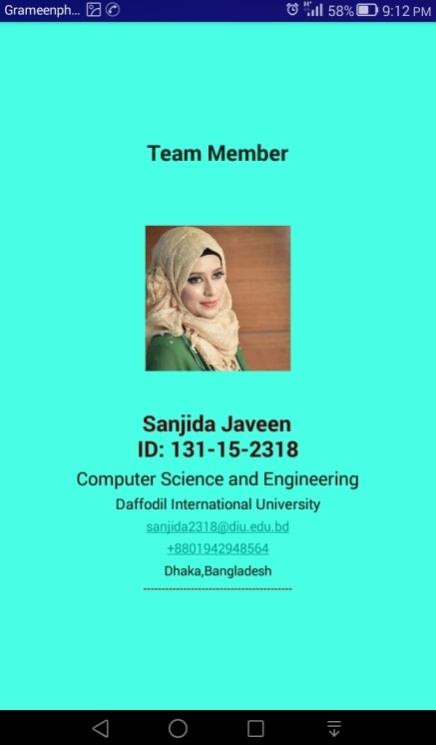 Grameenph... 58% 9:12 PM
Team Member
Sanjida Javeen
ID: 131-15-2318
Computer Science and Engineering
Daffodil International University
sanjida2318@diu.edu.bd
+8801942948564
Dhaka,Bangladesh